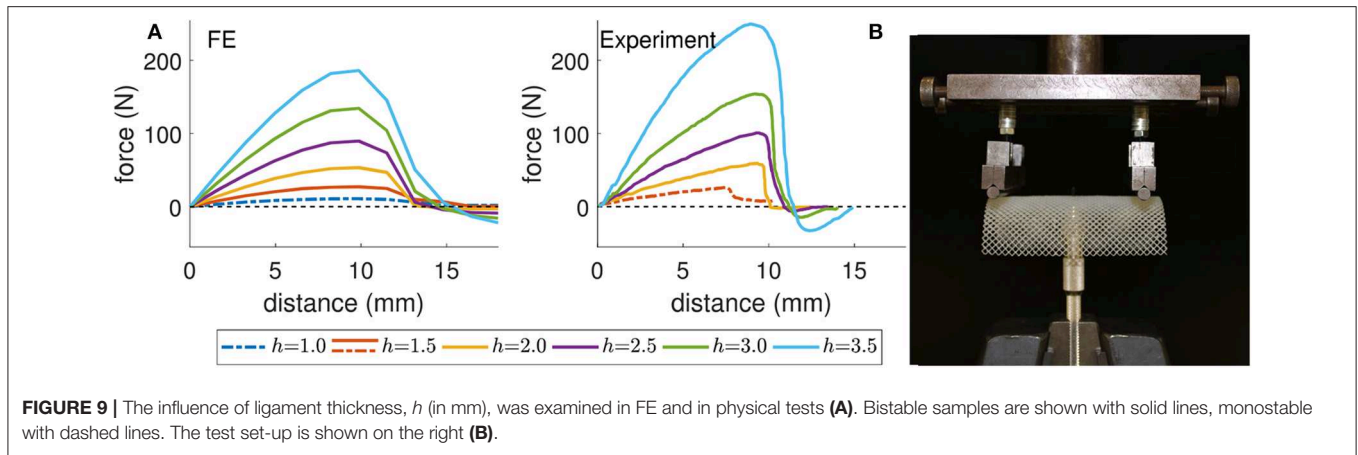 A
FE
force (N)
200
100
0
0
5
10
15
distance (mm)
Experiment
force (N)
200
100
0
0
5
10
15
distance (mm)
B
h=1.0 h=1.5 h=2.0 h=2.5 h=3.0 h=3.5
FIGURE 9 | The influence of ligament thickness, h (in mm), was examined in FE and in physical tests (A). Bistable samples are shown with solid lines, monostable
with dashed lines. The test set-up is shown on the right (B).